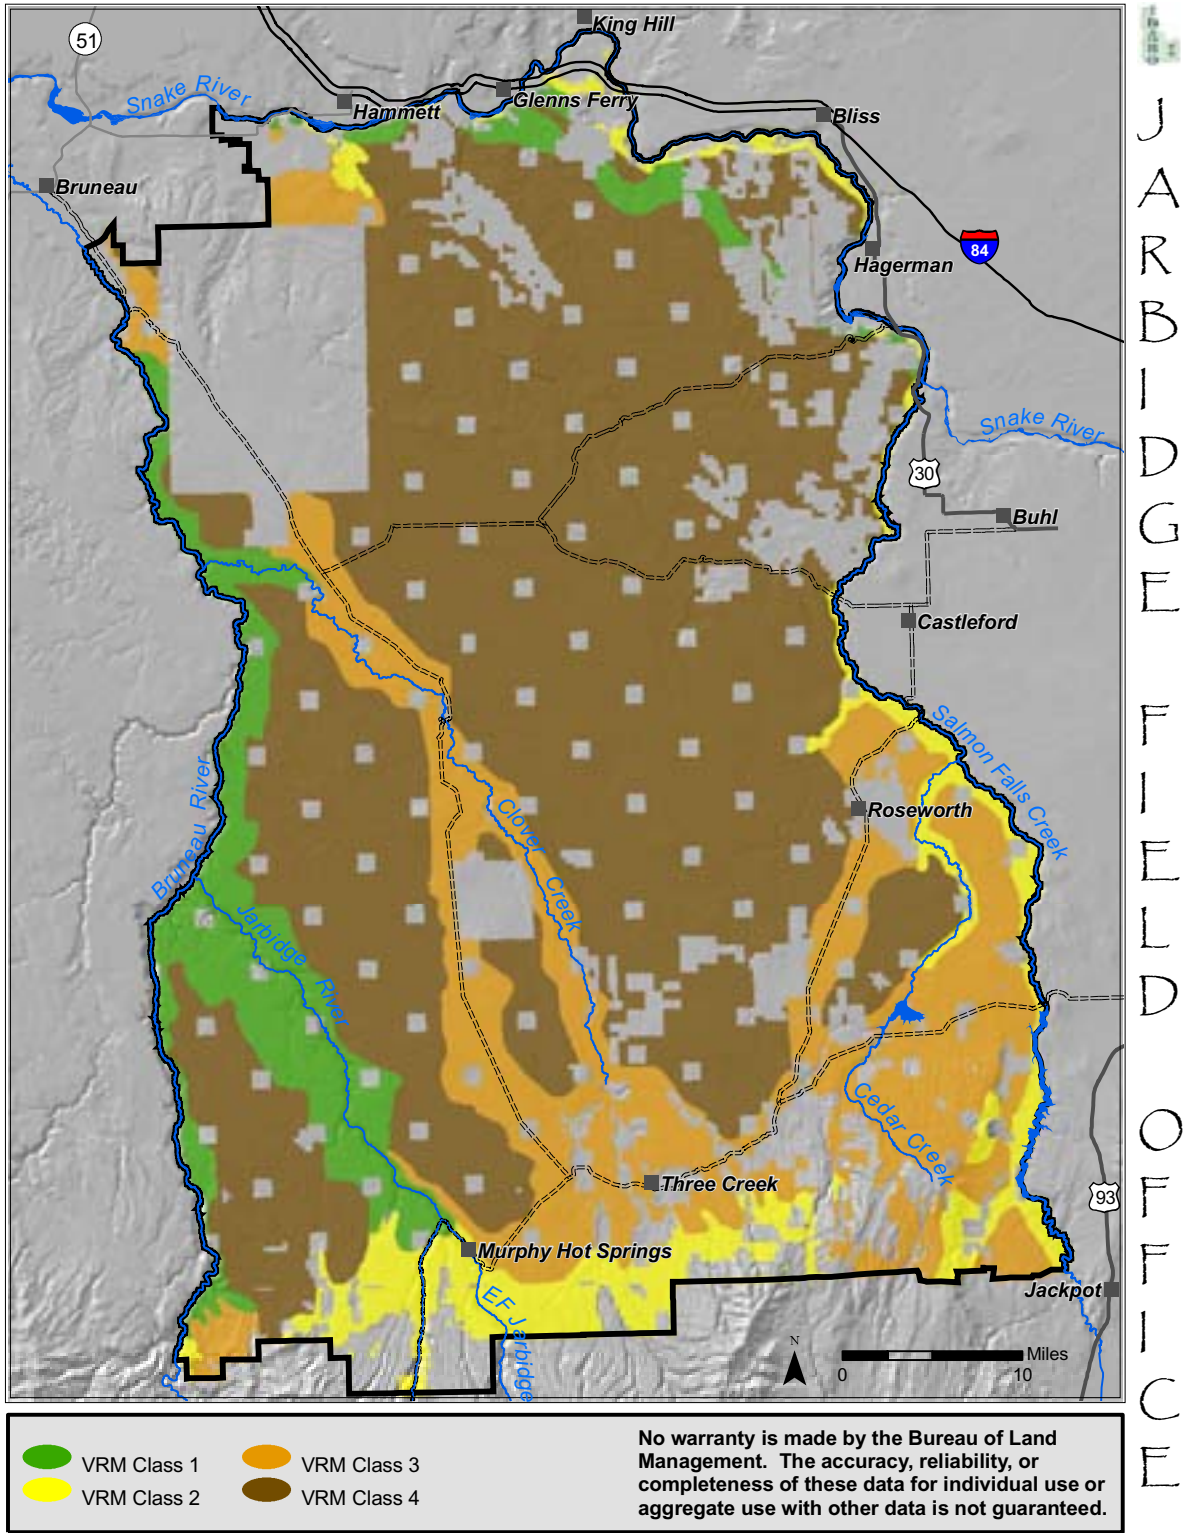 King Hill
51
Snake River
Hammett
Glenns Ferry
Bliss
Bruneau
84
Hagerman
Snake River
30
Buhl
Castleford
Salmon Falls Creek
Bruneau River
Clover Creek
Roseworth
Jarbidge River
Cedar Creek
Three Creek
93
Murphy Hot Springs
EF Jarbidge
Jackpot
N
Miles
0 10
JARBIDGE FIELD OFFICE
VRM Class 1
VRM Class 2
VRM Class 3
VRM Class 4
No warranty is made by the Bureau of Land
Management. The accuracy, reliability, or
completeness of these data for individual use or
aggregate use with other data is not guaranteed.